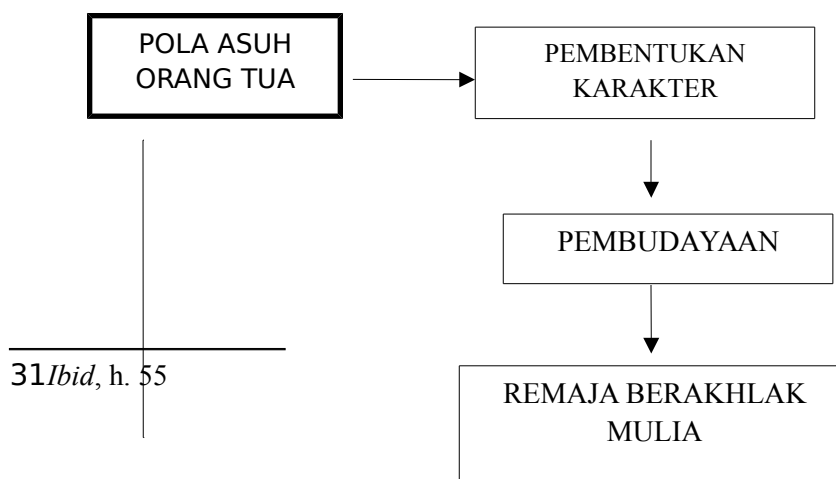 POLA ASUH
ORANG TUA
PEMBENTUKAN
KARAKTER
PEMBUDAYAAN
REMAJA BERAKHLAK
MULIA
31Ibid, h. 55